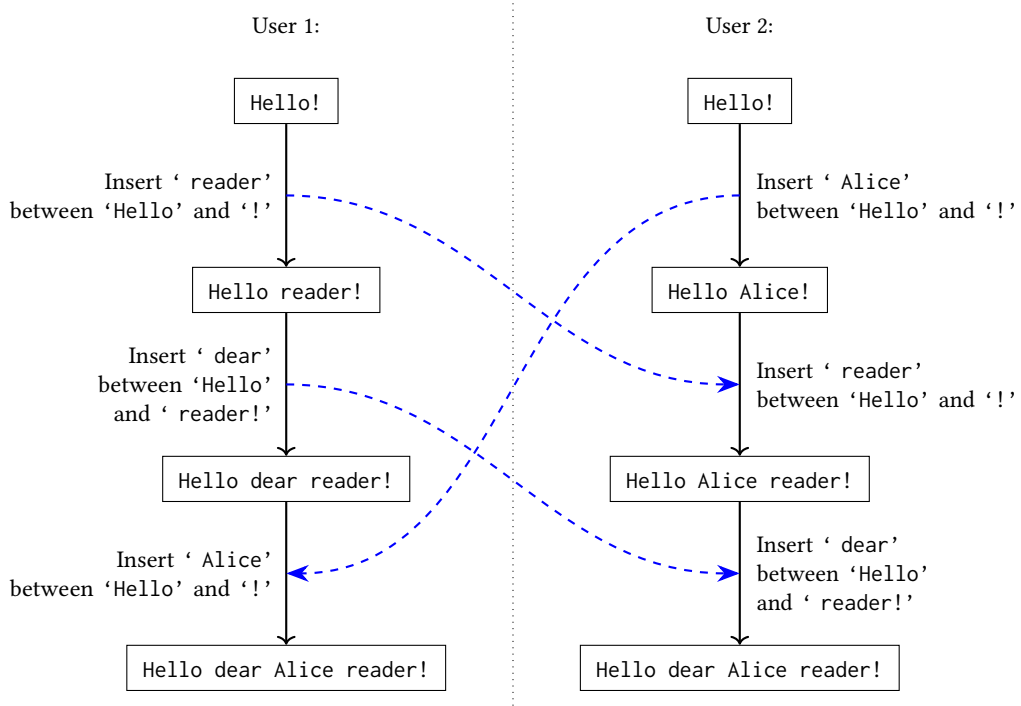 User 1:
User 2:
Hello!
Hello!
Insert ‘ reader’
between ‘Hello’ and ‘!’
Insert ‘ Alice’
between ‘Hello’ and ‘!’
Hello reader!
Hello Alice!
Insert ‘ dear’
between ‘Hello’
and ‘ reader!’
Insert ‘ reader’
between ‘Hello’ and ‘!’
Hello dear reader!
Hello Alice reader!
Insert ‘ Alice’
between ‘Hello’ and ‘!’
Insert ‘ dear’
between ‘Hello’
and ‘ reader!’
Hello dear Alice reader!
Hello dear Alice reader!